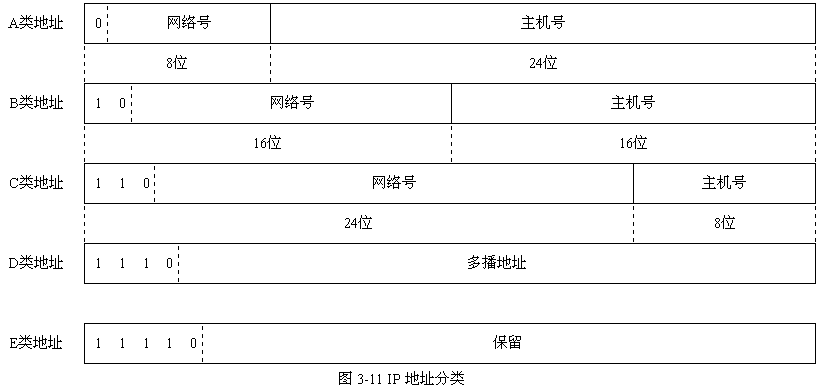 A类地址 0 网络号 主机号
8位 24位
B类地址 1 0 网络号 主机号
16位 16位
C类地址 1 1 0 网络号 主机号
24位 8位
D类地址 1 1 1 0 多播地址
E类地址 1 1 1 1 0 保留
图 3-11 IP 地址分类